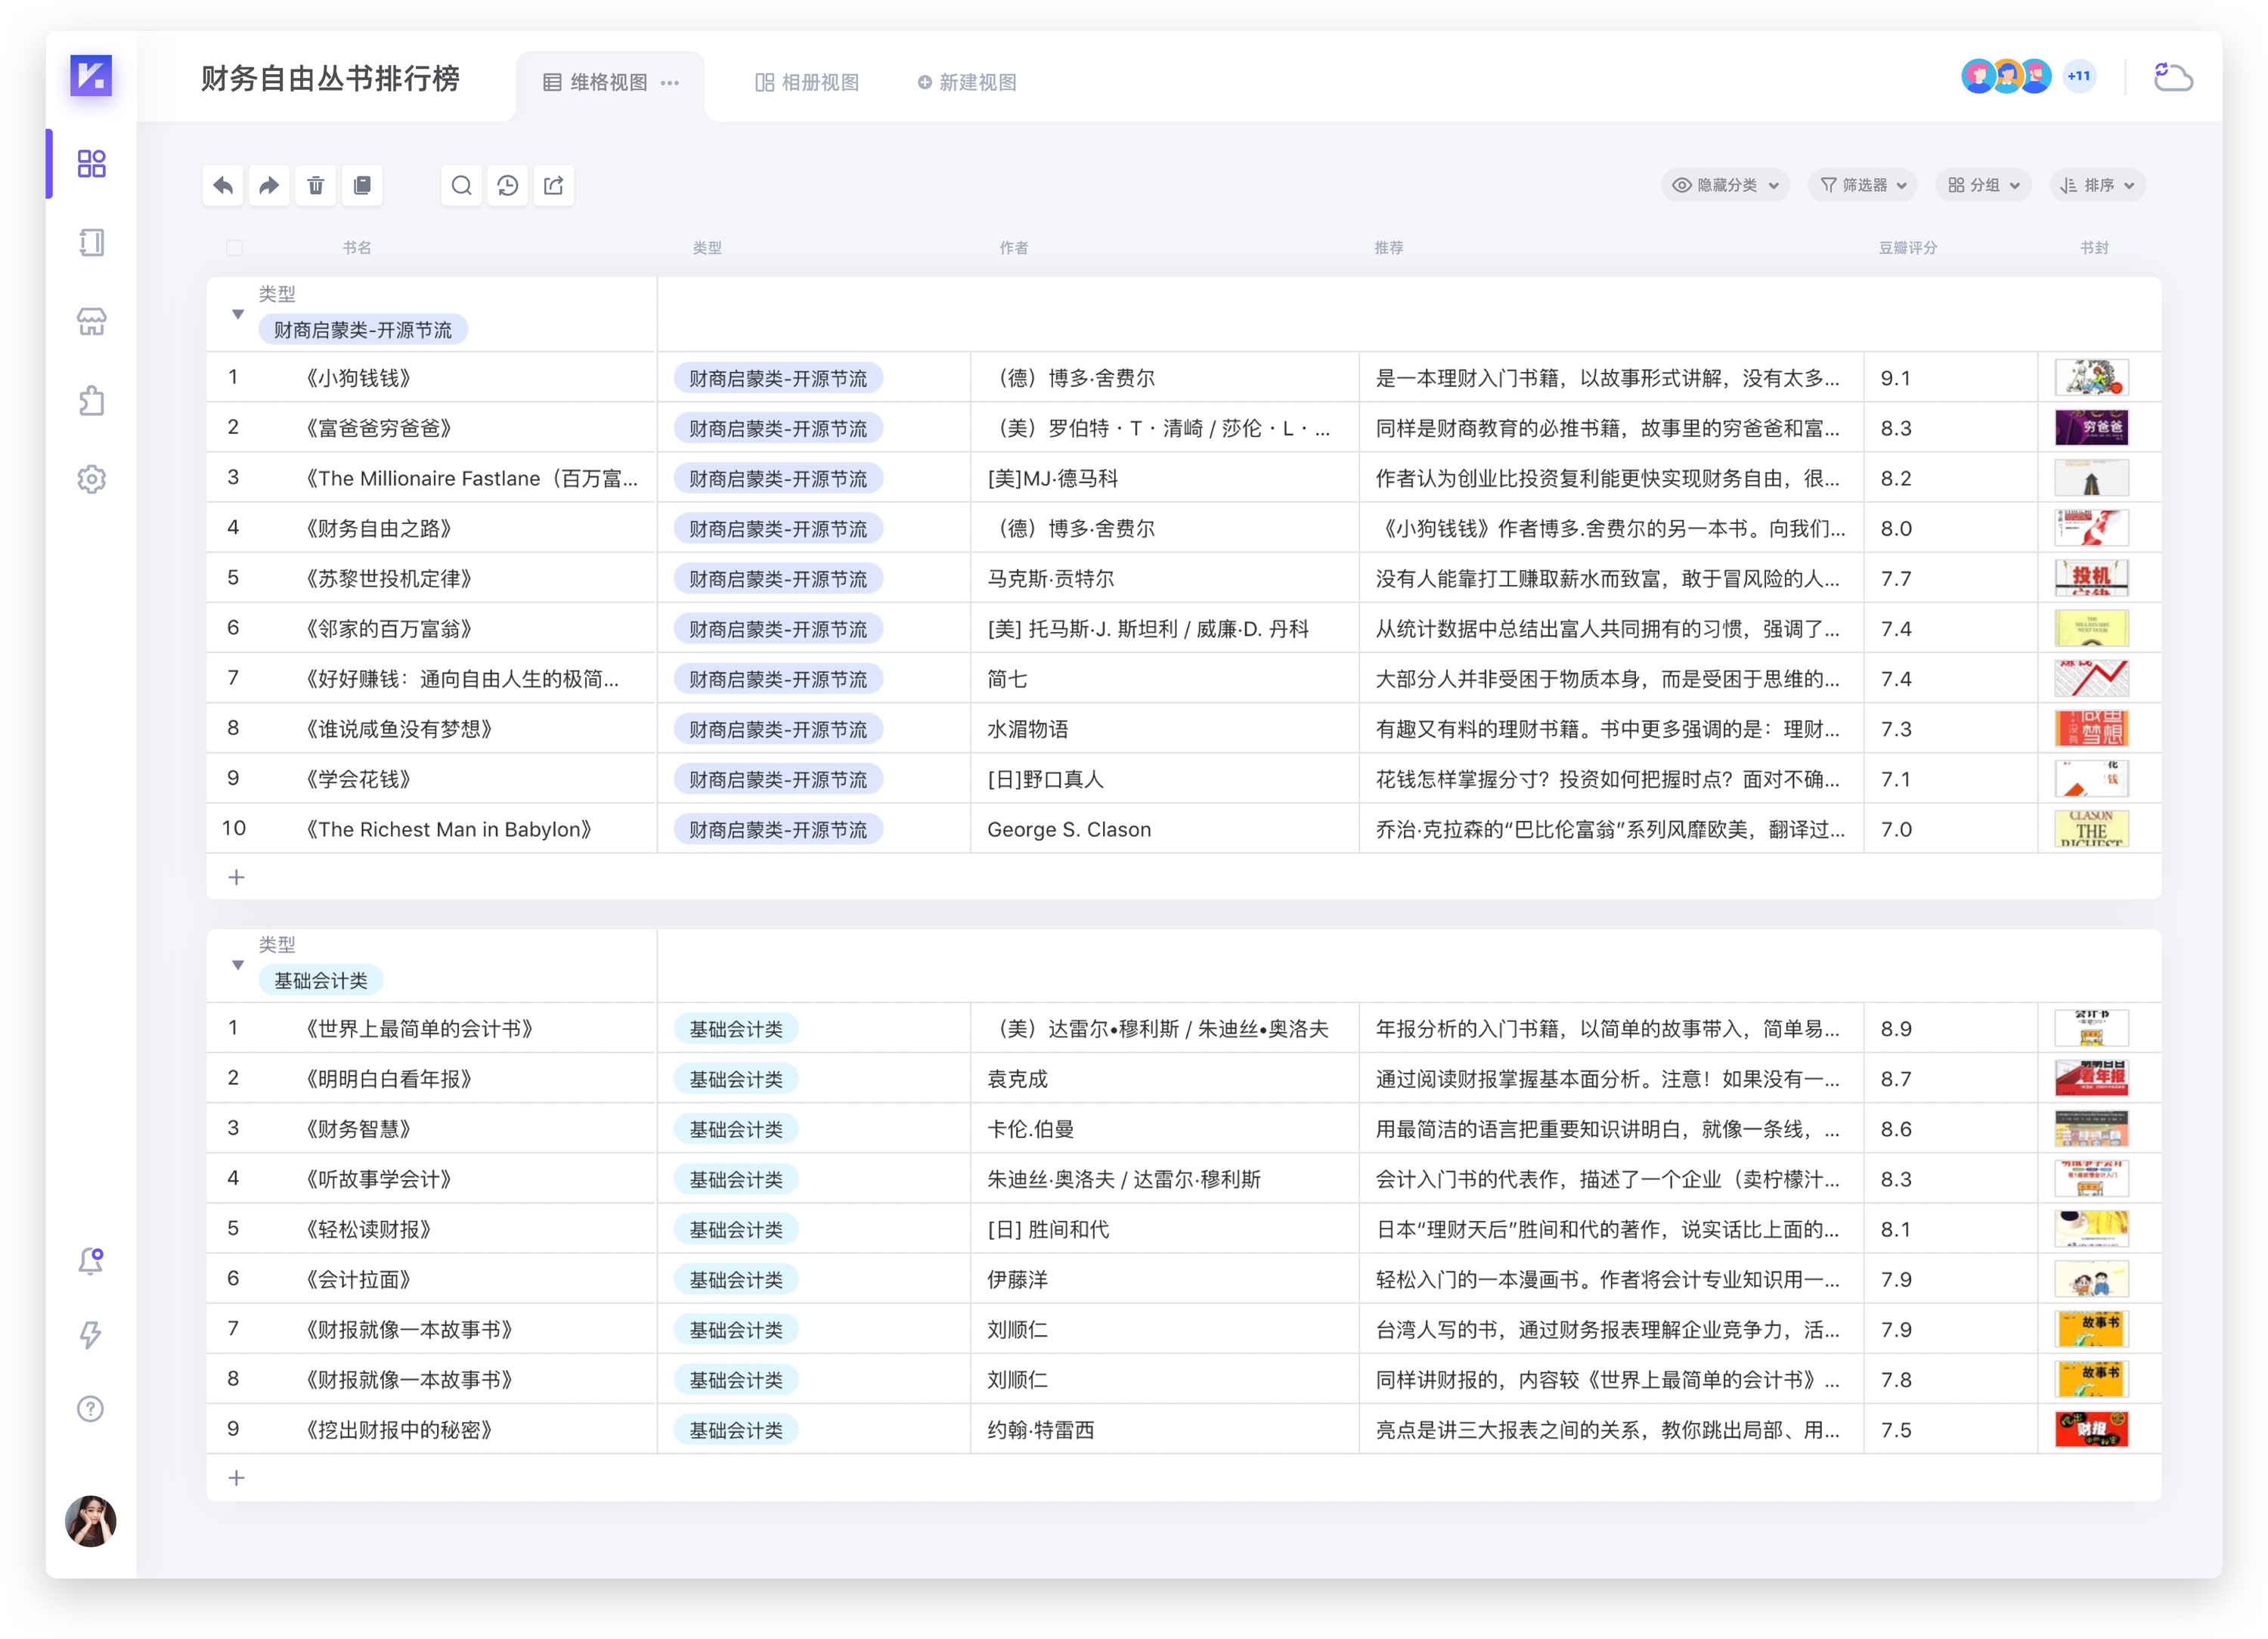 财务自由丛书排行榜 维格视图 ··· 相册视图 新建视图 +11
隐藏分类 筛选器 分组 排序
书名 类型 作者 推荐 豆瓣评分 书封
类型
财商启蒙类-开源节流
1 《小狗钱钱》 财商启蒙类-开源节流 （德）博多·舍费尔 是一本理财入门书籍，以故事形式讲解，没有太多... 9.1
2 《富爸爸穷爸爸》 财商启蒙类-开源节流 （美）罗伯特・T・清崎 / 莎伦・L・... 同样是财商教育的必推书籍，故事里的穷爸爸和富... 8.3 穷爸爸
3 《The Millionaire Fastlane（百万富... 财商启蒙类-开源节流 [美]MJ·德马科 作者认为创业比投资复利能更快实现财务自由，很... 8.2
4 《财务自由之路》 财商启蒙类-开源节流 （德）博多·舍费尔 《小狗钱钱》作者博多.舍费尔的另一本书。向我们... 8.0
5 《苏黎世投机定律》 财商启蒙类-开源节流 马克斯·贡特尔 没有人能靠打工赚取薪水而致富，敢于冒风险的人... 7.7 投机
6 《邻家的百万富翁》 财商启蒙类-开源节流 [美] 托马斯·J. 斯坦利 / 威廉·D. 丹科 从统计数据中总结出富人共同拥有的习惯，强调了... 7.4 THE MILLIONAIRE NEXT DOOR
7 《好好赚钱：通向自由人生的极简... 财商启蒙类-开源节流 简七 大部分人并非受困于物质本身，而是受困于思维的... 7.4
8 《谁说咸鱼没有梦想》 财商启蒙类-开源节流 水湄物语 有趣又有料的理财书籍。书中更多强调的是：理财... 7.3 咸鱼 没有 梦想
9 《学会花钱》 财商启蒙类-开源节流 [日]野口真人 花钱怎样掌握分寸？投资如何把握时点？面对不确... 7.1 花钱
10 《The Richest Man in Babylon》 财商启蒙类-开源节流 George S. Clason 乔治·克拉森的“巴比伦富翁”系列风靡欧美，翻译过... 7.0 CLASON THE RICHEST
+
类型
基础会计类
1 《世界上最简单的会计书》 基础会计类 （美）达雷尔•穆利斯 / 朱迪丝•奥洛夫 年报分析的入门书籍，以简单的故事带入，简单易... 8.9 会计书
2 《明明白白看年报》 基础会计类 袁克成 通过阅读财报掌握基本面分析。注意！如果没有一... 8.7 明明白白 看年报
3 《财务智慧》 基础会计类 卡伦.伯曼 用最简洁的语言把重要知识讲明白，就像一条线，... 8.6
4 《听故事学会计》 基础会计类 朱迪丝·奥洛夫 / 达雷尔·穆利斯 会计入门书的代表作，描述了一个企业（卖柠檬汁... 8.3 听故事学会计
5 《轻松读财报》 基础会计类 [日] 胜间和代 日本“理财天后”胜间和代的著作，说实话比上面的... 8.1
6 《会计拉面》 基础会计类 伊藤洋 轻松入门的一本漫画书。作者将会计专业知识用一... 7.9
7 《财报就像一本故事书》 基础会计类 刘顺仁 台湾人写的书，通过财务报表理解企业竞争力，活... 7.9 故事书
8 《财报就像一本故事书》 基础会计类 刘顺仁 同样讲财报的，内容较《世界上最简单的会计书》... 7.8 故事书
9 《挖出财报中的秘密》 基础会计类 约翰·特雷西 亮点是讲三大报表之间的关系，教你跳出局部、用... 7.5 财报
+